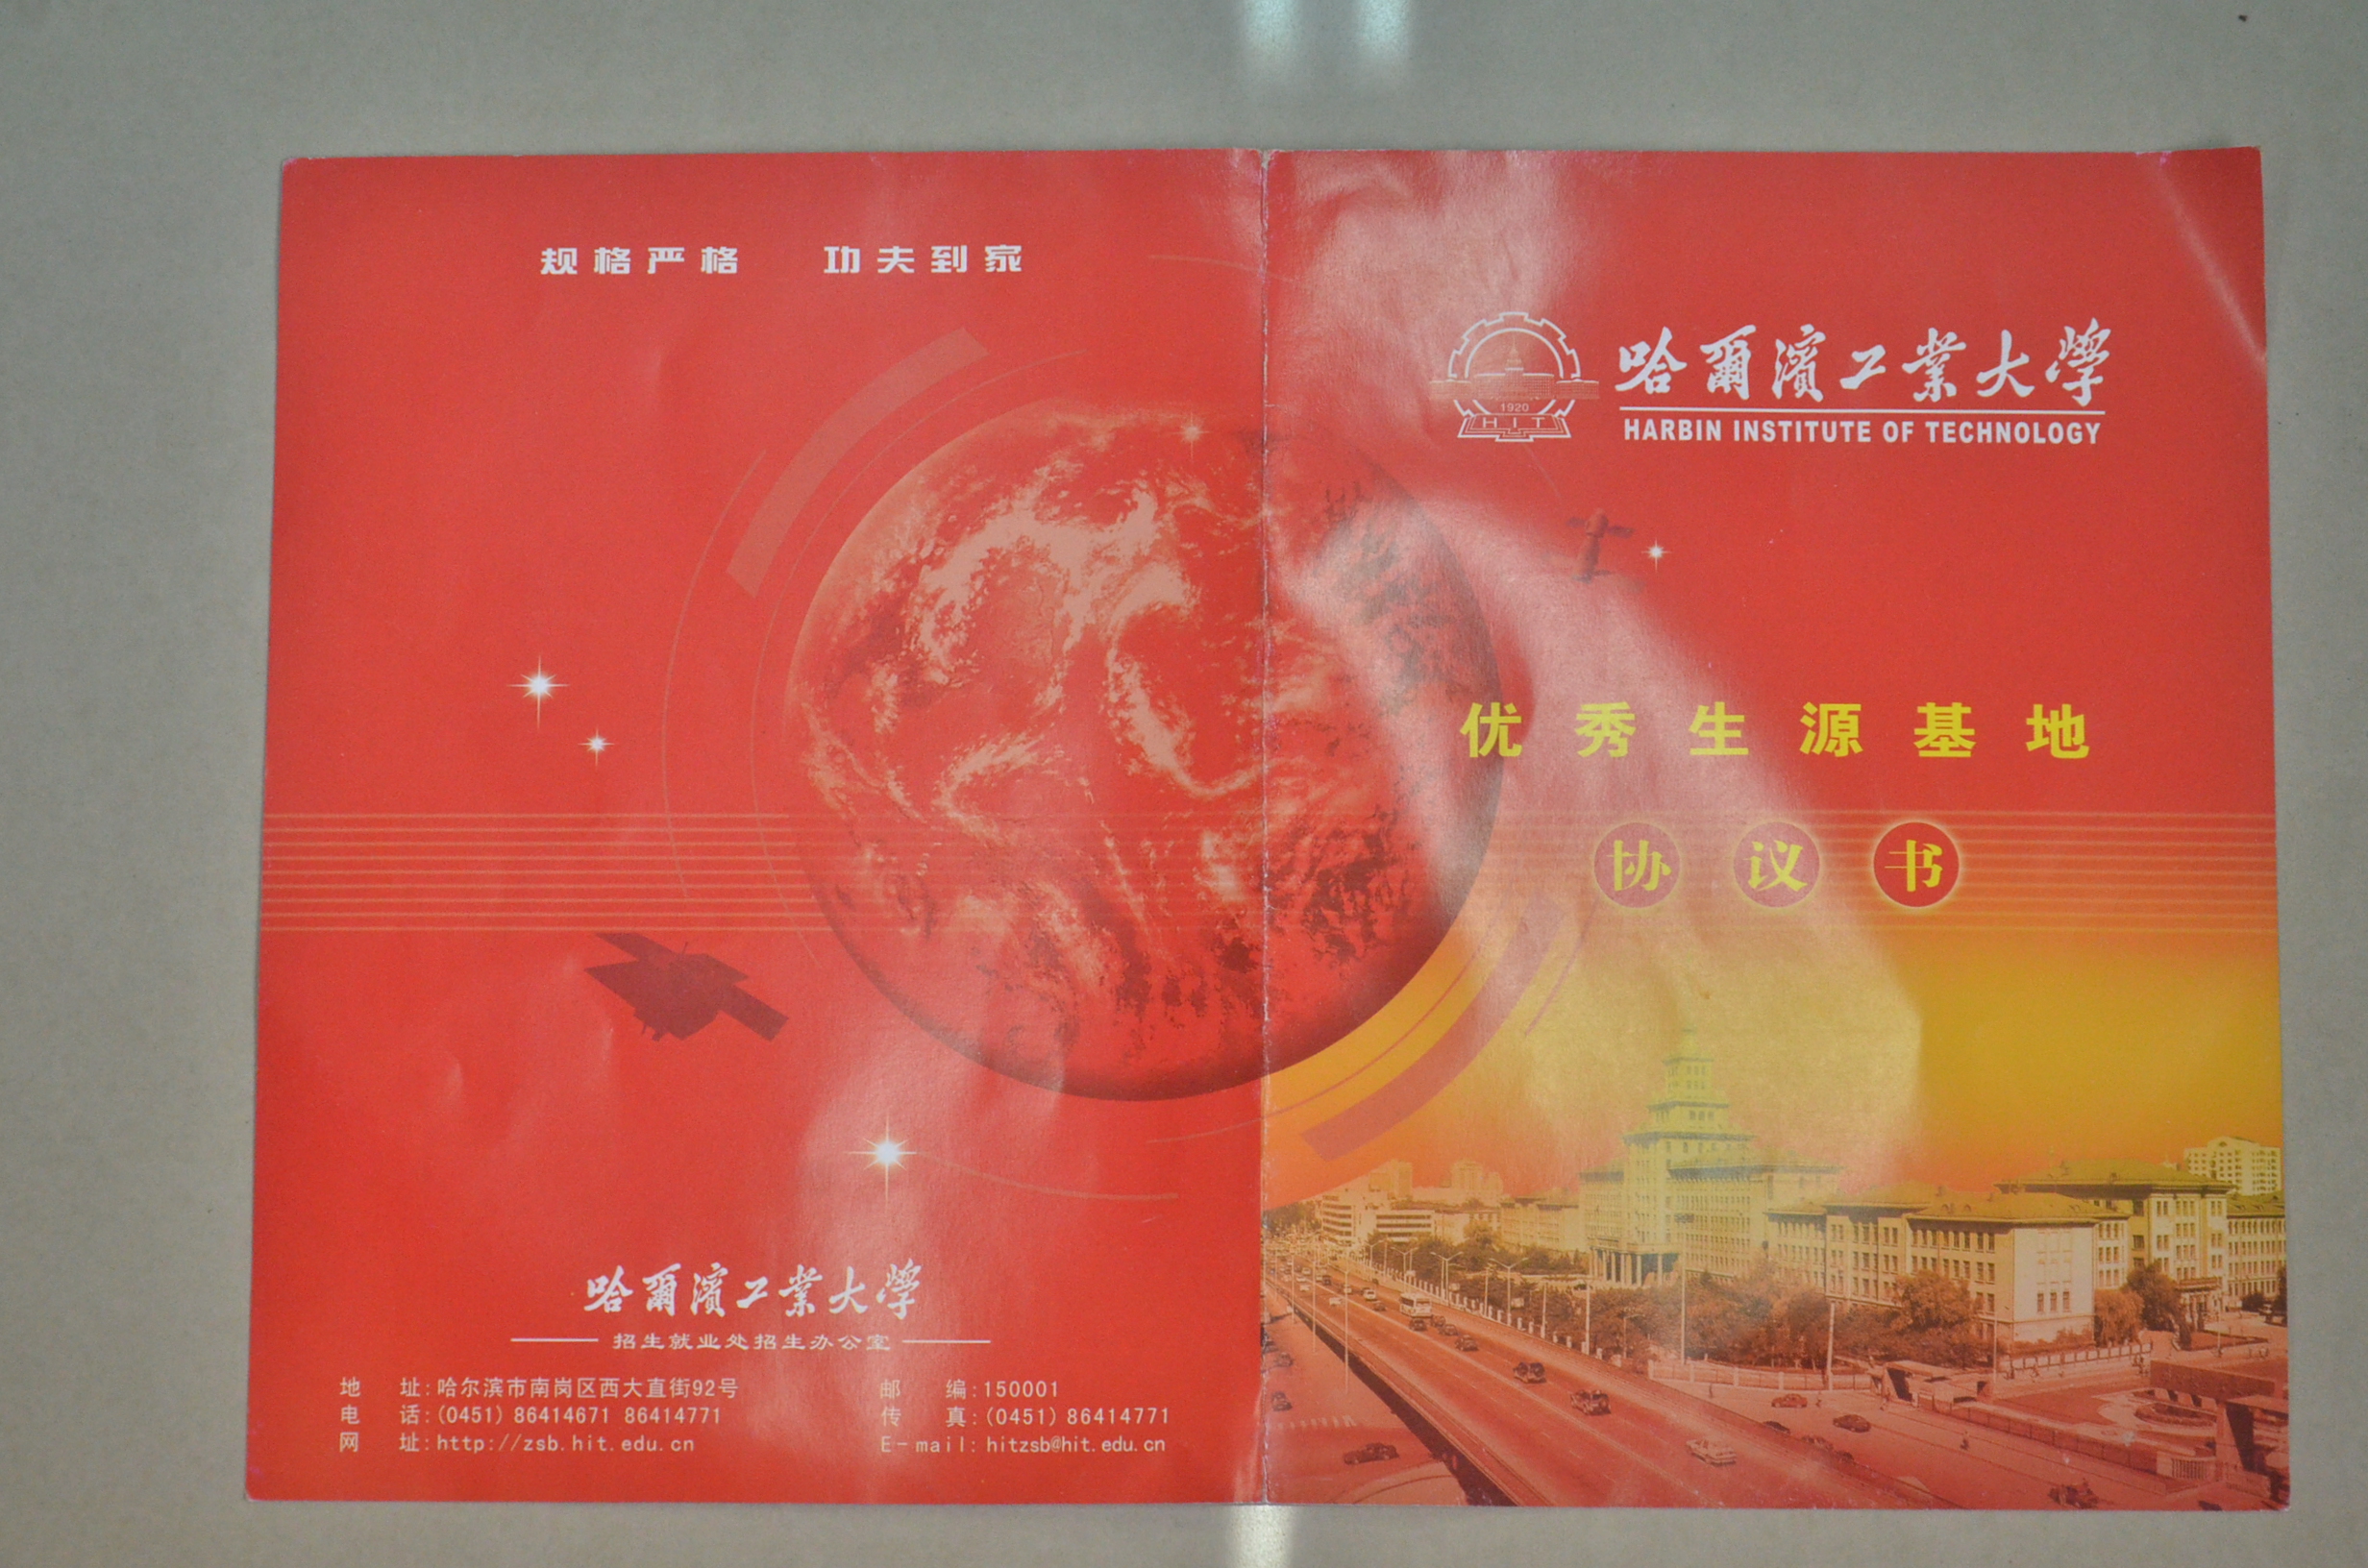 规格严格 功夫到家
哈爾濱工業大學
招生就业处招生办公室
地 址:哈尔滨市南岗区西大直街92号
电 话:(0451) 86414671 86414771
网 址:http://zsb.hit.edu.cn
邮 编:150001
传 真:(0451) 86414771
E-mail: hitzsb@hit.edu.cn
哈爾濱工業大學
HARBIN INSTITUTE OF TECHNOLOGY
1920
HIT
优秀生源基地
协议书